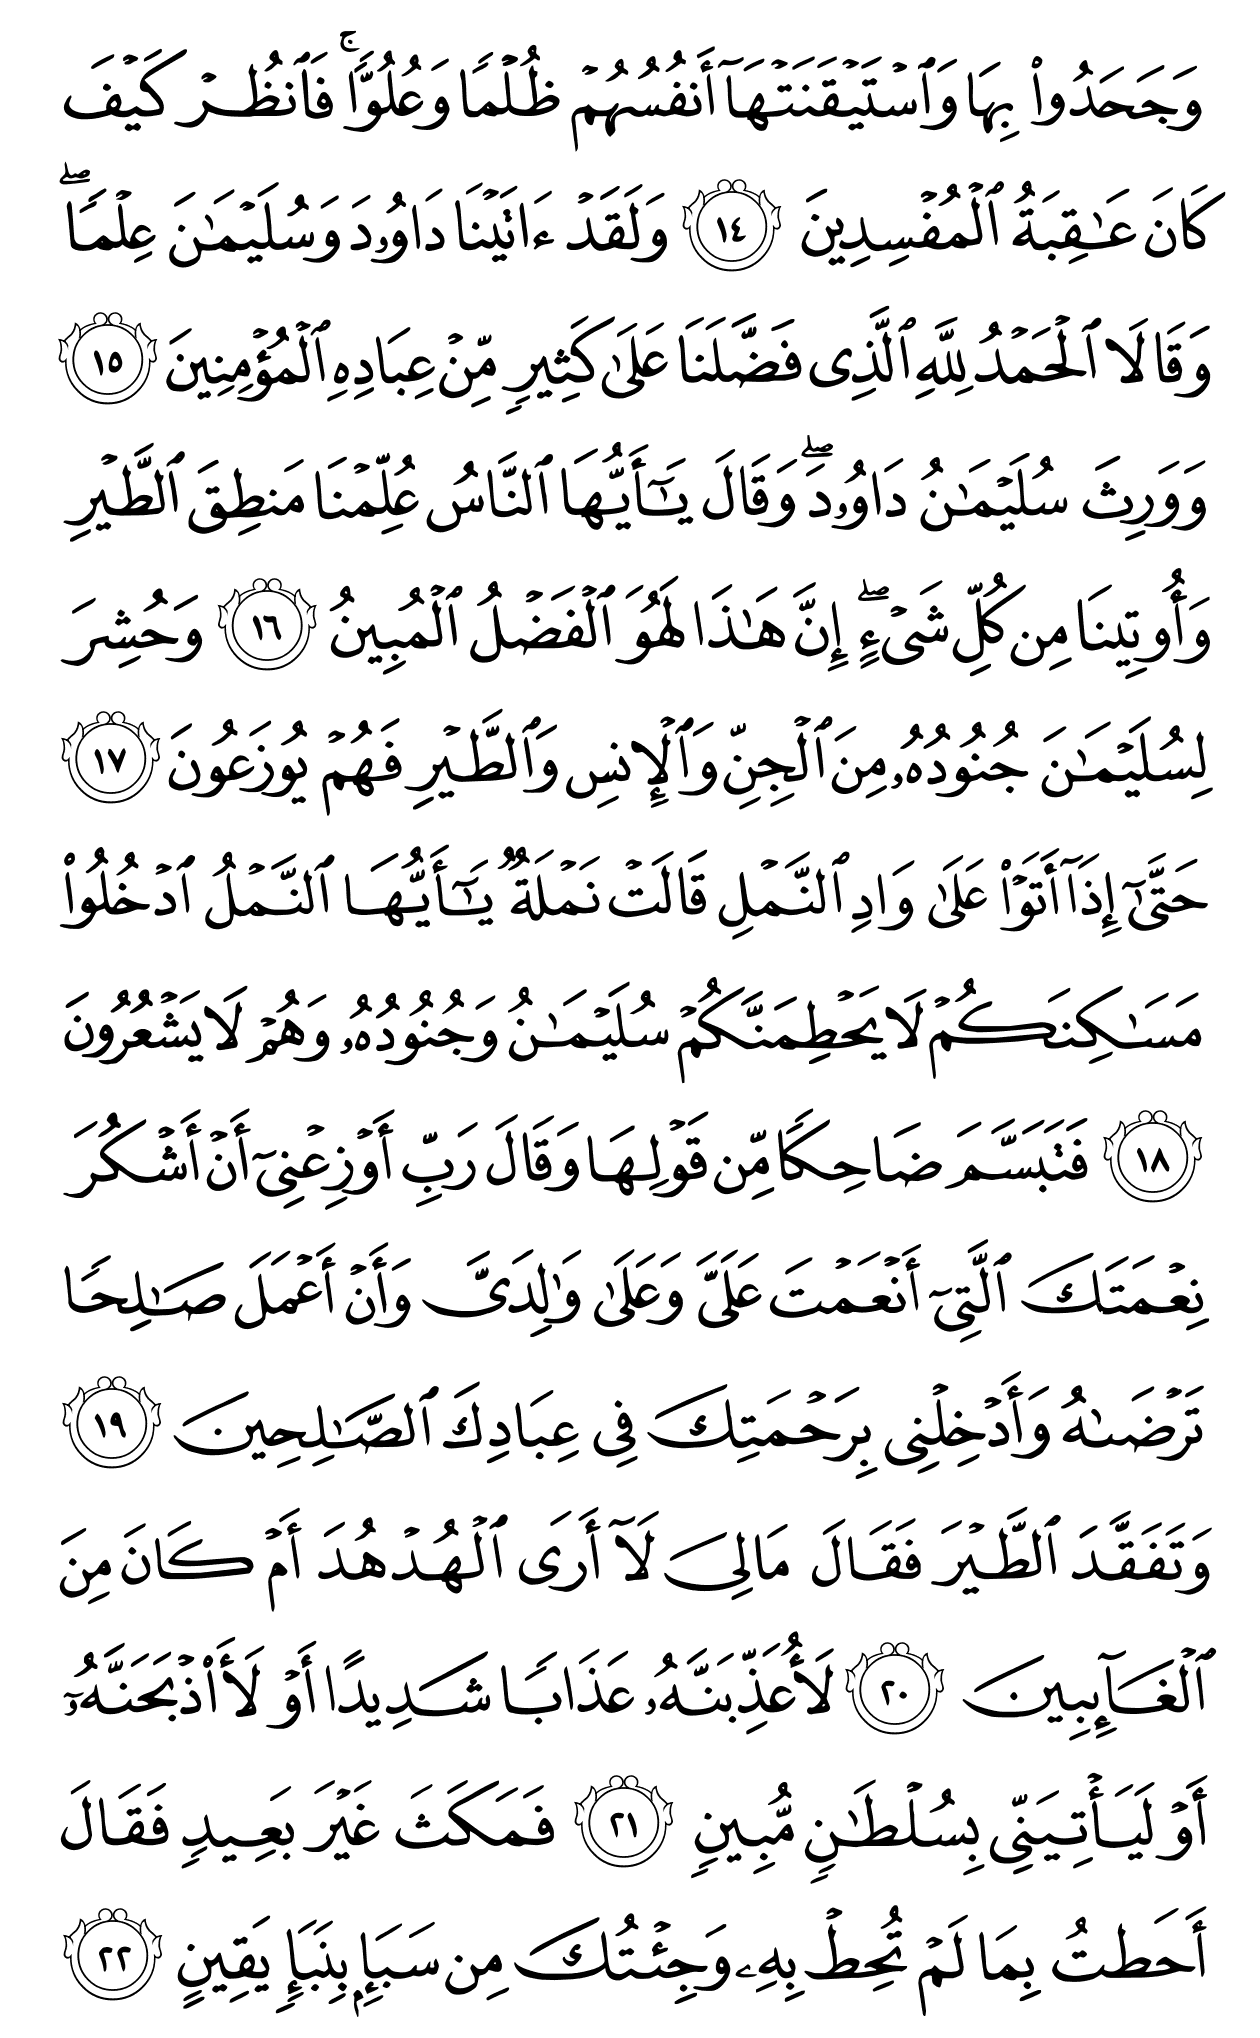 وَجَحَدُوا۟ بِهَا وَٱسْتَيْقَنَتْهَآ أَنفُسُهُمْ ظُلْمًا وَعُلُوًّا ۚ فَٱنظُرْ كَيْفَ
كَانَ عَـٰقِبَةُ ٱلْمُفْسِدِينَ ١٤ وَلَقَدْ ءَاتَيْنَا دَاوُۥدَ وَسُلَيْمَـٰنَ عِلْمًا ۖ
وَقَالَا ٱلْحَمْدُ لِلَّهِ ٱلَّذِى فَضَّلَنَا عَلَىٰ كَثِيرٍ مِّنْ عِبَادِهِ ٱلْمُؤْمِنِينَ ١٥
وَوَرِثَ سُلَيْمَـٰنُ دَاوُۥدَ ۖ وَقَالَ يَـٰٓأَيُّهَا ٱلنَّاسُ عُلِّمْنَا مَنطِقَ ٱلطَّيْرِ
وَأُوتِينَا مِن كُلِّ شَىْءٍ ۖ إِنَّ هَـٰذَا لَهُوَ ٱلْفَضْلُ ٱلْمُبِينُ ١٦ وَحُشِرَ
لِسُلَيْمَـٰنَ جُنُودُهُۥ مِنَ ٱلْجِنِّ وَٱلْإِنسِ وَٱلطَّيْرِ فَهُمْ يُوزَعُونَ ١٧
حَتَّىٰٓ إِذَآ أَتَوْا۟ عَلَىٰ وَادِ ٱلنَّمْلِ قَالَتْ نَمْلَةٌ يَـٰٓأَيُّهَا ٱلنَّمْلُ ٱدْخُلُوا۟
مَسَـٰكِنَكُمْ لَا يَحْطِمَنَّكُمْ سُلَيْمَـٰنُ وَجُنُودُهُۥ وَهُمْ لَا يَشْعُرُونَ
١٨ فَتَبَسَّمَ ضَاحِكًا مِّن قَوْلِهَا وَقَالَ رَبِّ أَوْزِعْنِىٓ أَنْ أَشْكُرَ
نِعْمَتَكَ ٱلَّتِىٓ أَنْعَمْتَ عَلَىَّ وَعَلَىٰ وَٰلِدَىَّ وَأَنْ أَعْمَلَ صَـٰلِحًا
تَرْضَىٰهُ وَأَدْخِلْنِى بِرَحْمَتِكَ فِى عِبَادِكَ ٱلصَّـٰلِحِينَ ١٩
وَتَفَقَّدَ ٱلطَّيْرَ فَقَالَ مَالِىَ لَآ أَرَى ٱلْهُدْهُدَ أَمْ كَانَ مِنَ
ٱلْغَآئِبِينَ ٢٠ لَأُعَذِّبَنَّهُۥ عَذَابًا شَدِيدًا أَوْ لَأَا۟ذْبَحَنَّهُۥٓ
أَوْ لَيَأْتِيَنِّى بِسُلْطَـٰنٍ مُّبِينٍ ٢١ فَمَكَثَ غَيْرَ بَعِيدٍ فَقَالَ
أَحَطتُ بِمَا لَمْ تُحِطْ بِهِۦ وَجِئْتُكَ مِن سَبَإٍۭ بِنَبَإٍ يَقِينٍ ٢٢